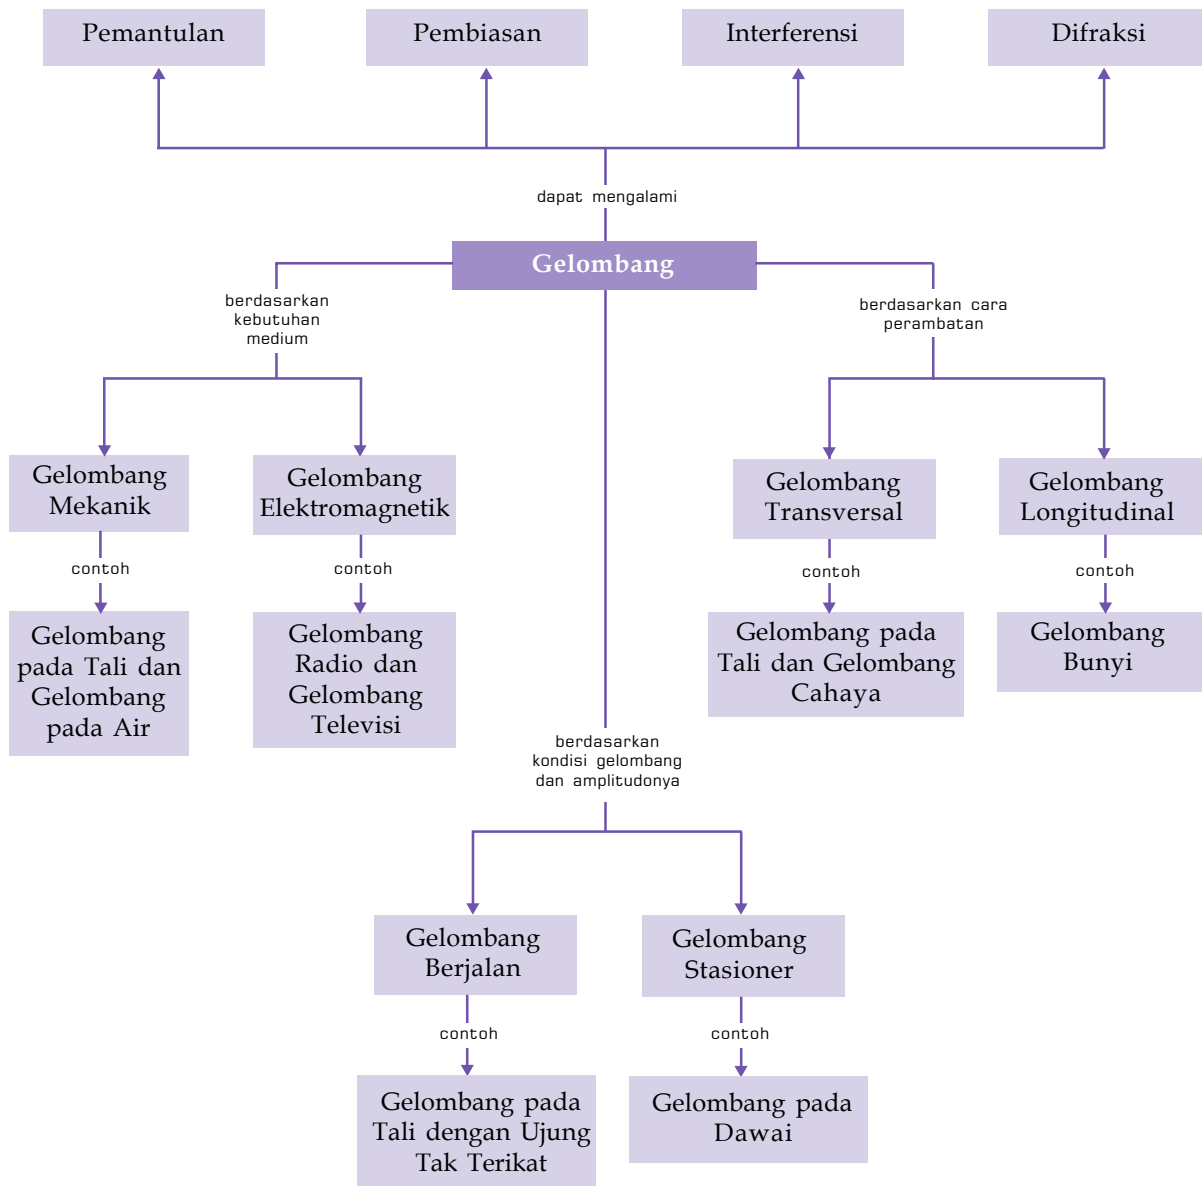 Pemantulan
Pembiasan
Interferensi
Difraksi
dapat mengalami
Gelombang
berdasarkan
kebutuhan
medium
berdasarkan cara
perambatan
Gelombang
Mekanik
Gelombang
Elektromagnetik
Gelombang
Transversal
Gelombang
Longitudinal
contoh
contoh
contoh
contoh
Gelombang
pada Tali dan
Gelombang
pada Air
Gelombang
Radio dan
Gelombang
Televisi
Gelombang pada
Tali dan Gelombang
Cahaya
Gelombang
Bunyi
berdasarkan
kondisi gelombang
dan amplitudonya
Gelombang
Berjalan
Gelombang
Stasioner
contoh
contoh
Gelombang pada
Tali dengan Ujung
Tak Terikat
Gelombang pada
Dawai